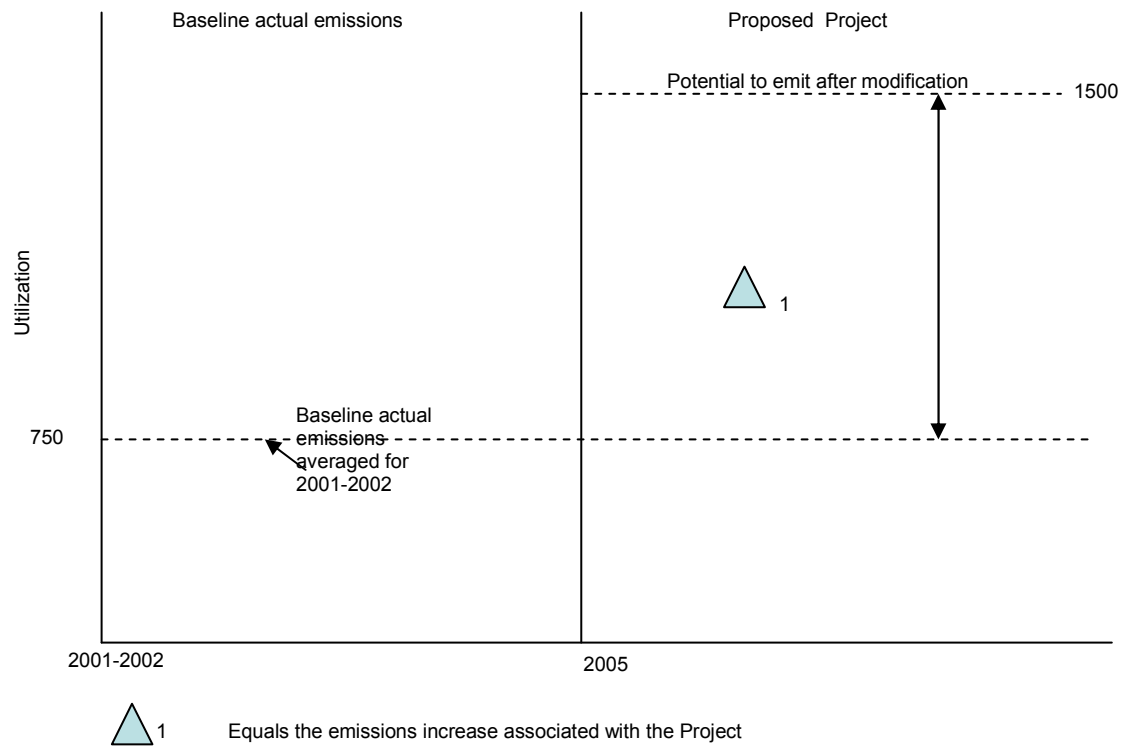 Baseline actual emissions
Proposed Project
Potential to emit after modification
1500
Utilization
1
750
Baseline actual
emissions
averaged for
2001-2002
2001-2002
2005
1 Equals the emissions increase associated with the Project